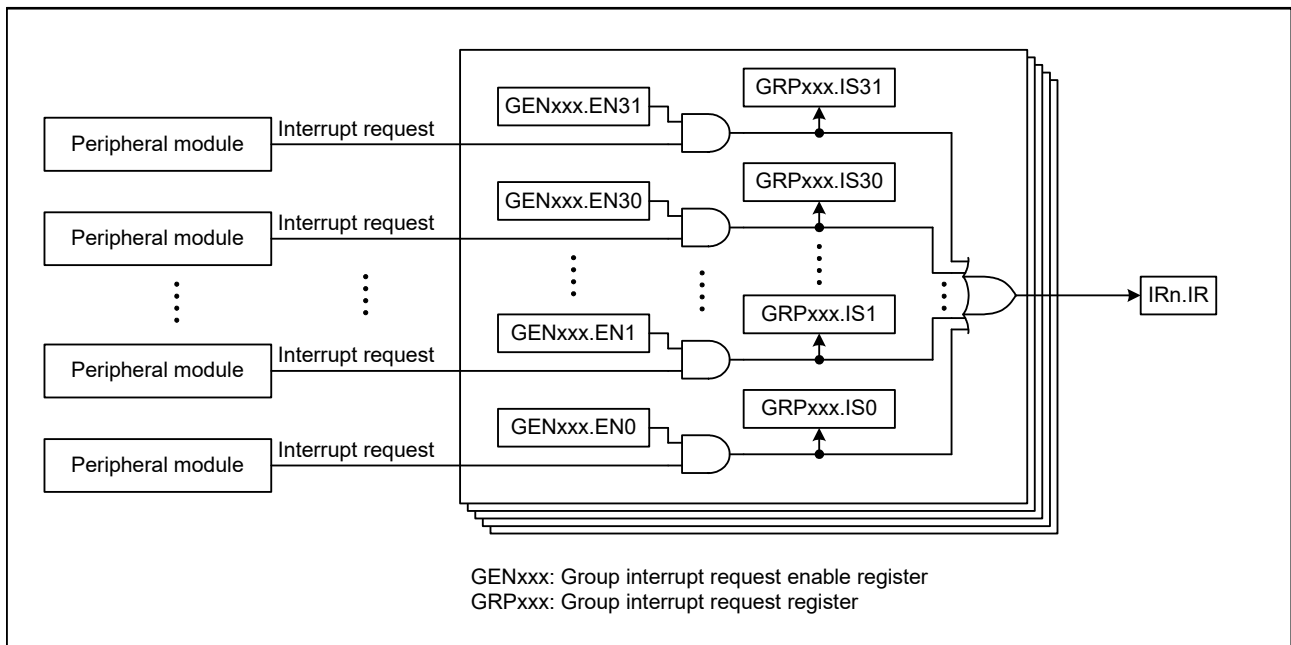 GRPxxx.IS31
GENxxx.EN31
Peripheral module
Interrupt request
GRPxxx.IS30
GENxxx.EN30
Peripheral module
Interrupt request
IRn.IR
GRPxxx.IS1
GENxxx.EN1
Peripheral module
Interrupt request
GRPxxx.IS0
GENxxx.EN0
Peripheral module
Interrupt request
GENxxx: Group interrupt request enable register
GRPxxx: Group interrupt request register